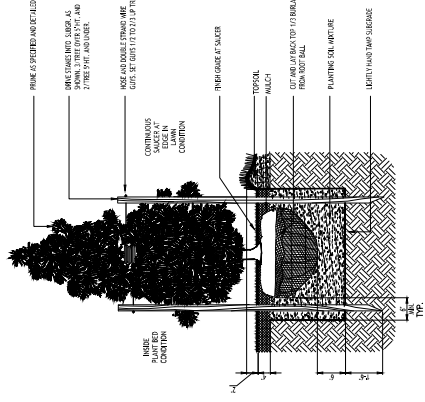 PRUNE AS SPECIFIED AND DETAILED
DRIVE STAKES INTO SUBGR. AS
SHOWN. 3/TREE OVER 5'HT. AND
2/TREE 5'HT. AND UNDER.
HOSE AND DOUBLE STRAND WIRE
GUYS. SET GUYS 1/2 TO 2/3 UP TR
CONTINUOUS
SAUCER AT
EDGE IN
LAWN
CONDITION
FINISH GRADE AT SAUCER
TOPSOIL
MULCH
CUT AND LAY BACK TOP 1/3 BURLA
FROM ROOT BALL
PLANTING SOIL MIXTURE
LIGHTLY HAND TAMP SUBGRADE
INSIDE
PLANT BED
CONDITION
MIN.
TYP.